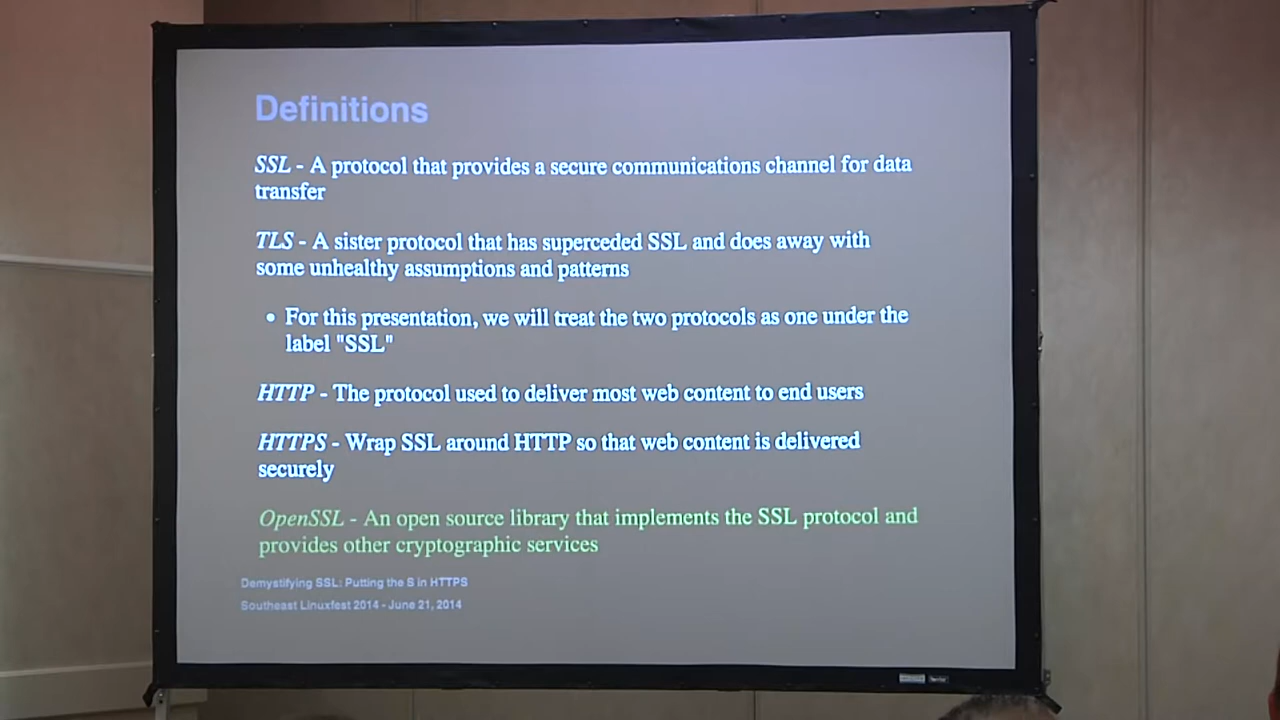 Definitions
SSL - A protocol that provides a secure communications channel for data
transfer
TLS - A sister protocol that has superceded SSL and does away with
some unhealthy assumptions and patterns
• For this presentation, we will treat the two protocols as one under the
label "SSL"
HTTP - The protocol used to deliver most web content to end users
HTTPS - Wrap SSL around HTTP so that web content is delivered
securely
OpenSSL - An open source library that implements the SSL protocol and
provides other cryptographic services
Demystifying SSL: Putting the S in HTTPS
Southeast Linuxfest 2014 - June 21, 2014